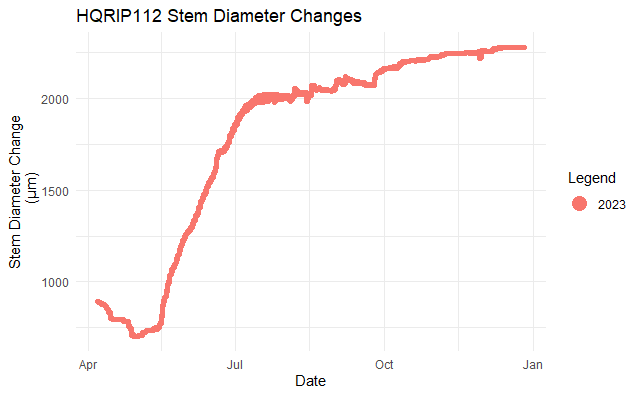 HQRIP112 Stem Diameter Changes
2000
1500
1000
Stem Diameter Change
(µm)
Apr
Jul
Oct
Jan
Date
Legend
2023